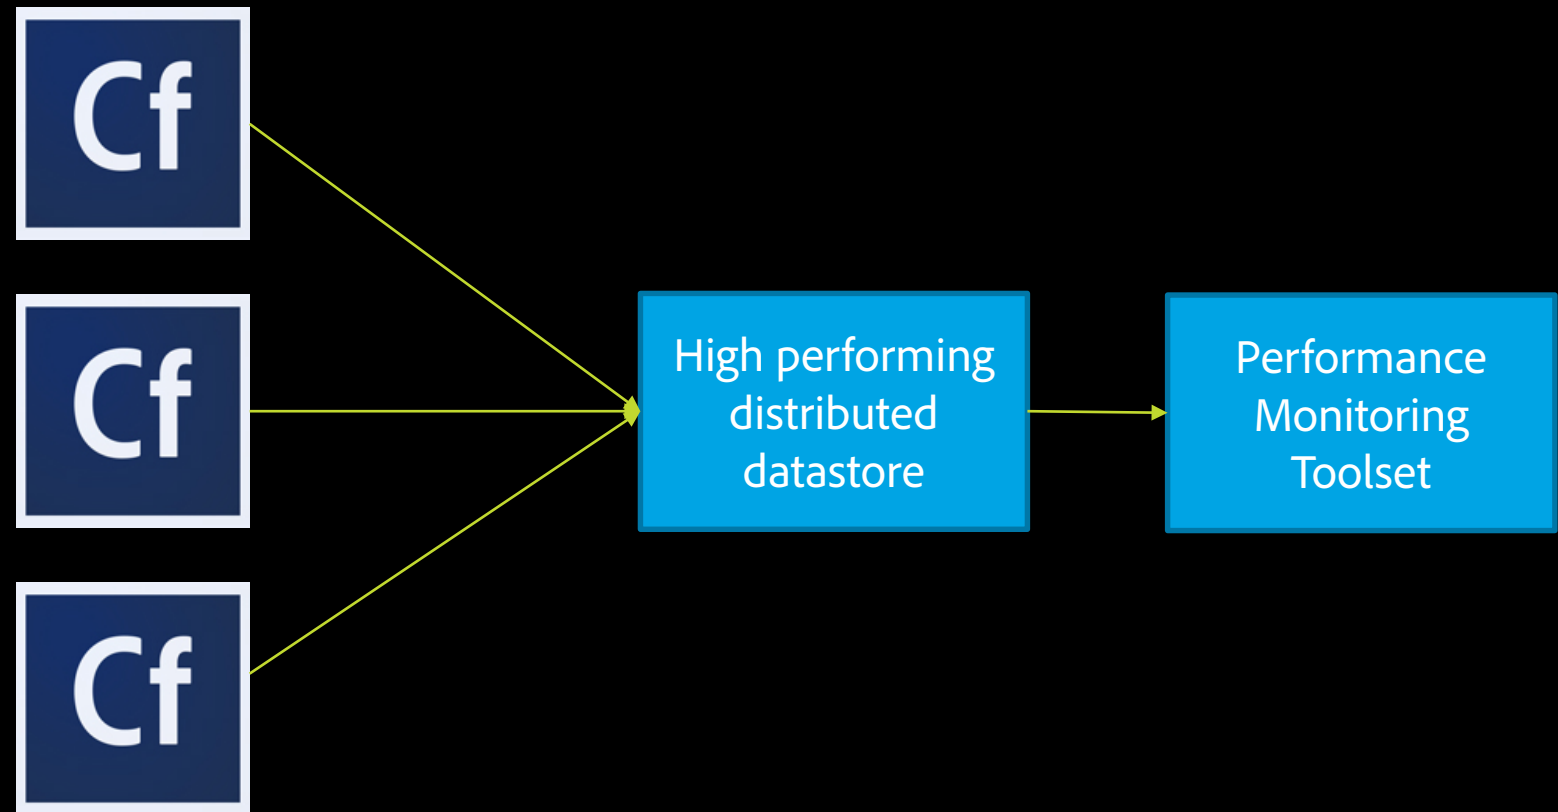 Cf
Cf
Cf
High performing
distributed
datastore
Performance
Monitoring
Toolset